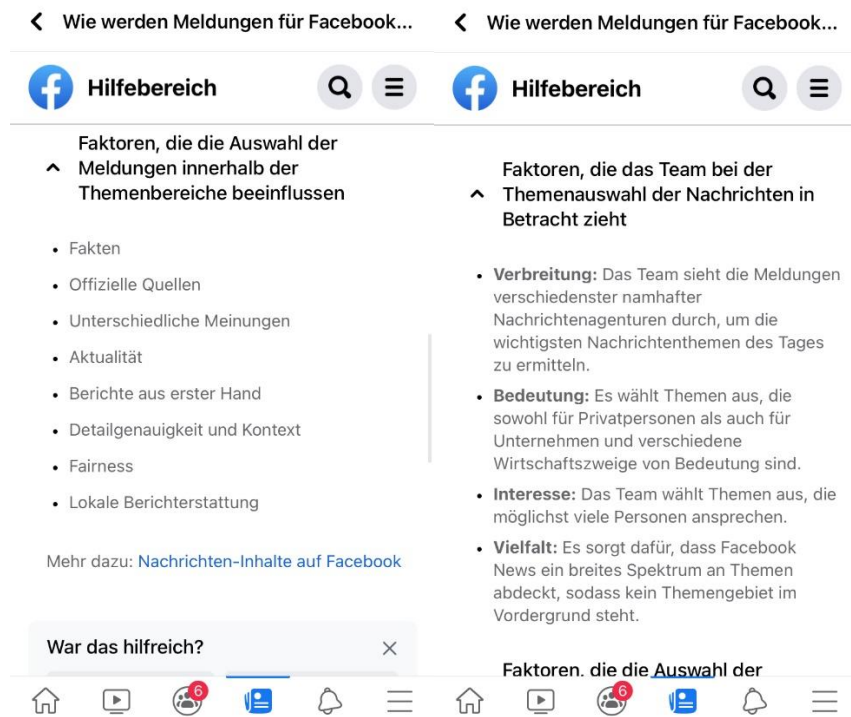 Wie werden Meldungen für Facebook...
Hilfebereich
Faktoren, die die Auswahl der
Meldungen innerhalb der
Themenbereiche beeinflussen
• Fakten
• Offizielle Quellen
• Unterschiedliche Meinungen
• Aktualität
• Berichte aus erster Hand
• Detailgenauigkeit und Kontext
• Fairness
• Lokale Berichterstattung
Mehr dazu: Nachrichten-Inhalte auf Facebook
War das hilfreich?
6
Wie werden Meldungen für Facebook...
Hilfebereich
Faktoren, die das Team bei der
Themenauswahl der Nachrichten in
Betracht zieht
• Verbreitung: Das Team sieht die Meldungen
verschiedenster namhafter
Nachrichtenagenturen durch, um die
wichtigsten Nachrichtenthemen des Tages
zu ermitteln.
• Bedeutung: Es wählt Themen aus, die
sowohl für Privatpersonen als auch für
Unternehmen und verschiedene
Wirtschaftszweige von Bedeutung sind.
• Interesse: Das Team wählt Themen aus, die
möglichst viele Personen ansprechen.
• Vielfalt: Es sorgt dafür, dass Facebook
News ein breites Spektrum an Themen
abdeckt, sodass kein Themengebiet im
Vordergrund steht.
Faktoren, die die Auswahl der
6